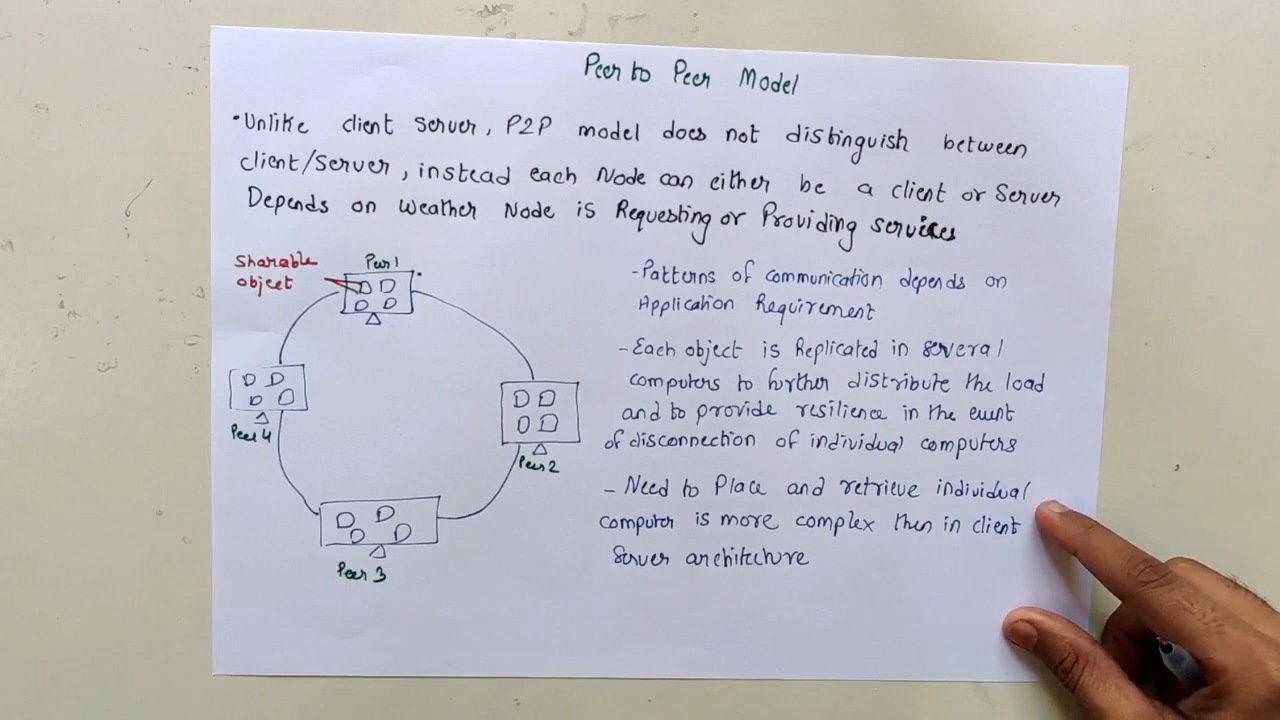 Peer to Peer Model
•Unlike client server, P2P model does not distinguish between
client/server, instead each Node can either be a client or server
Depends on weather Node is Requesting or Providing services
Sharable
object
Peer 1
Peer 4
Peer 2
Peer 3
-Patterns of communication depends on
Application Requirement
-Each object is Replicated in several
computers to further distribute the load
and to provide resilience in the event
of disconnection of individual computers
- Need to Place and retrieve individual
computer is more complex then in client
server architecture